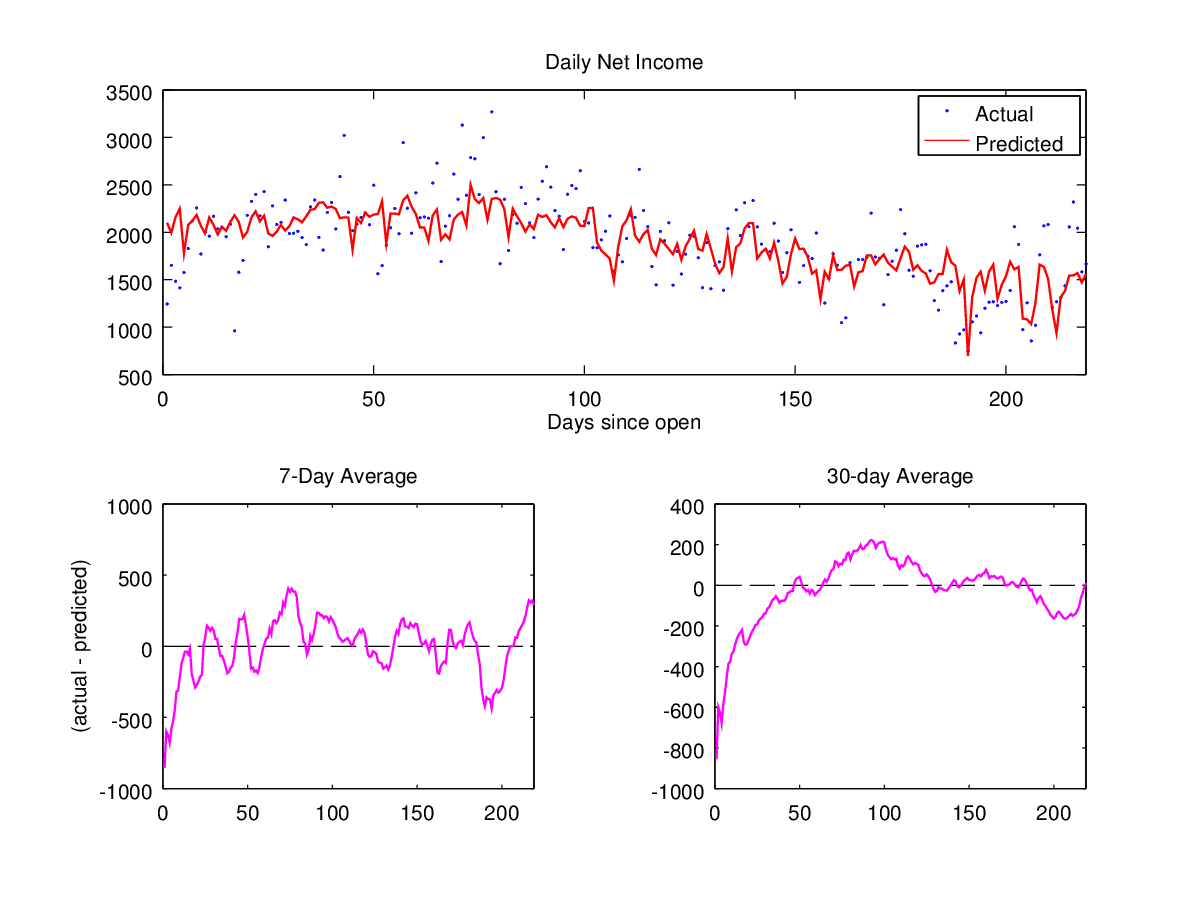 Daily Net Income
3500
3000
2500
2000
1500
1000
500
Actual
Predicted
0 50 100 150 200
Days since open
7-Day Average
1000
500
0
-500
-1000
(actual - predicted)
0 50 100 150 200
30-day Average
400
200
0
-200
-400
-600
-800
-1000
0 50 100 150 200